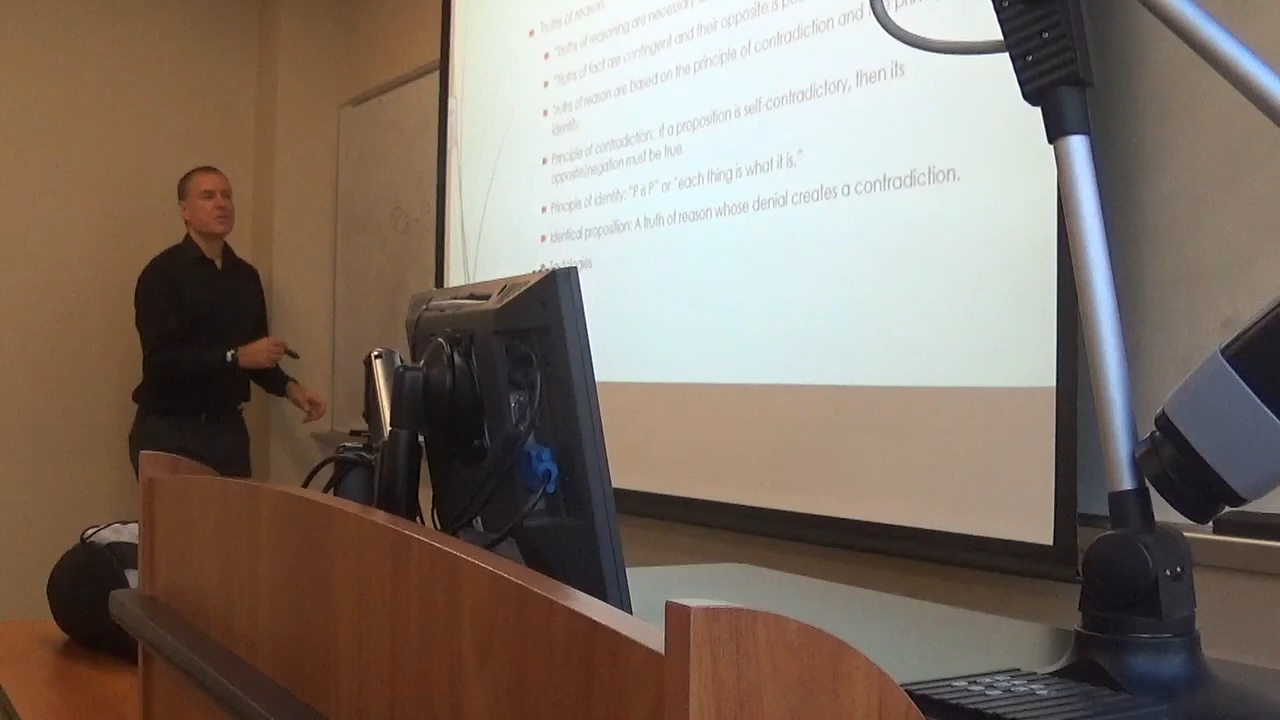 Truths of reason
"Truths of reasoning are necessary
"Truths of fact are contingent and their opposite is
Truths of reason are based on the principle of contradiction and
identity.
Principle of contradiction: If a proposition is self-contradictory, then its
opposite/negation must be true.
Principle of identity: "P is P" or "each thing is what it is."
Identical proposition: A truth of reason whose denial creates a contradiction.